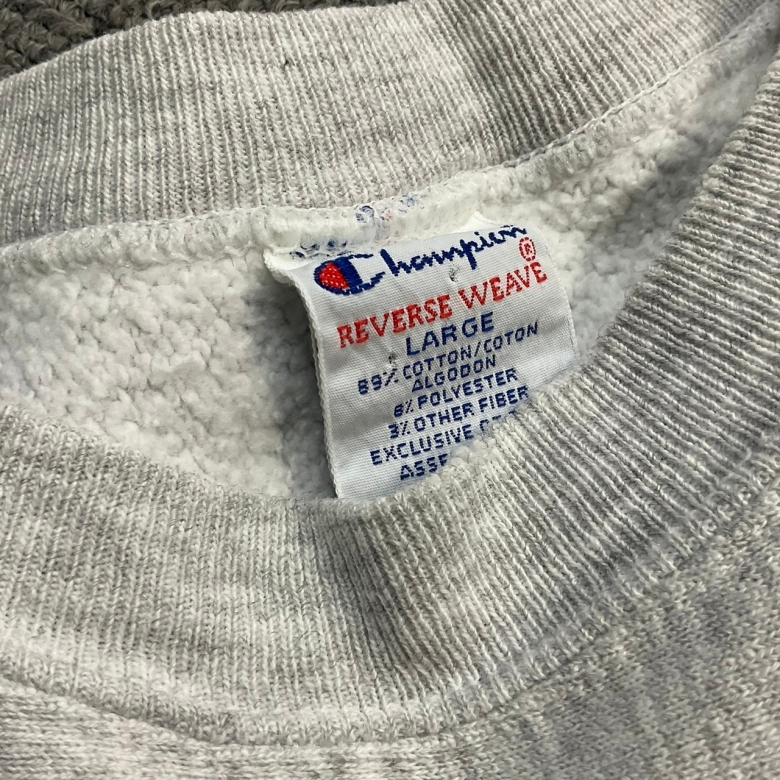 Champion®
REVERSE WEAVE
LARGE
89% COTTON/COTON
ALGODON
8% POLYESTER
3% OTHER FIBER
EXCLUSIVE